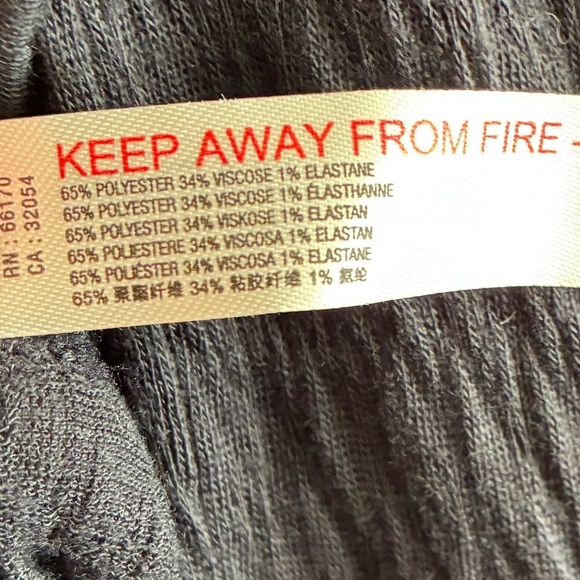 KEEP AWAY FROM FIRE -
65% POLYESTER 34% VISCOSE 1% ELASTANE
65% POLYESTER 34% VISCOSE 1% ÉLASTHANNE
65% POLYESTER 34% VISKOSE 1% ELASTAN
65% POLIESTERE 34% VISCOSA 1% ELASTAN
65% POLIÉSTER 34% VISCOSA 1% ELASTANE
65% 聚酯纤维 34% 粘胶纤维 1% 氨纶
RN : 66170
CA : 32054